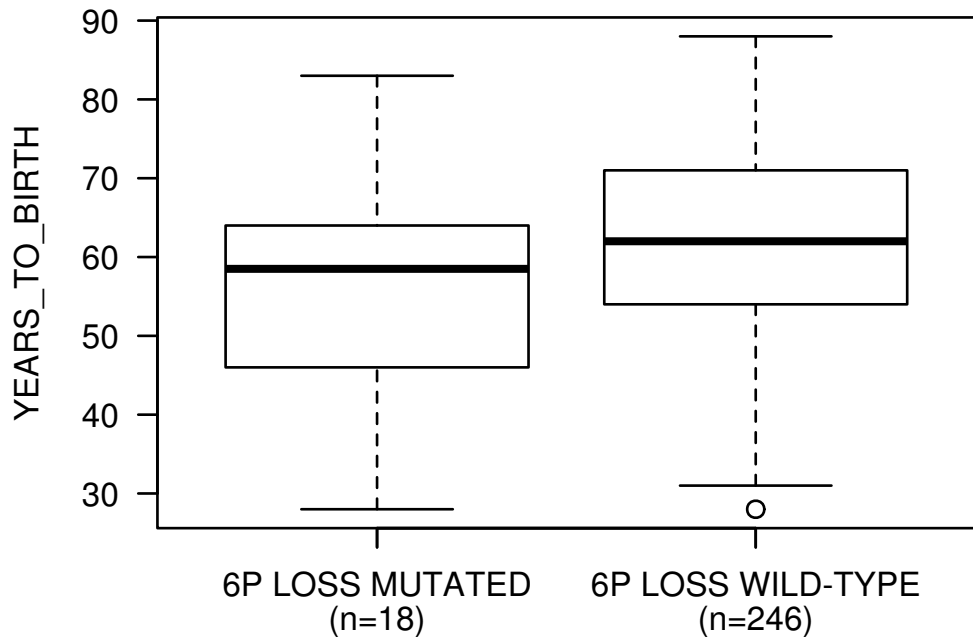 YEARS_TO_BIRTH
90
80
70
60
50
40
30
6P LOSS MUTATED
(n=18)
6P LOSS WILD-TYPE
(n=246)